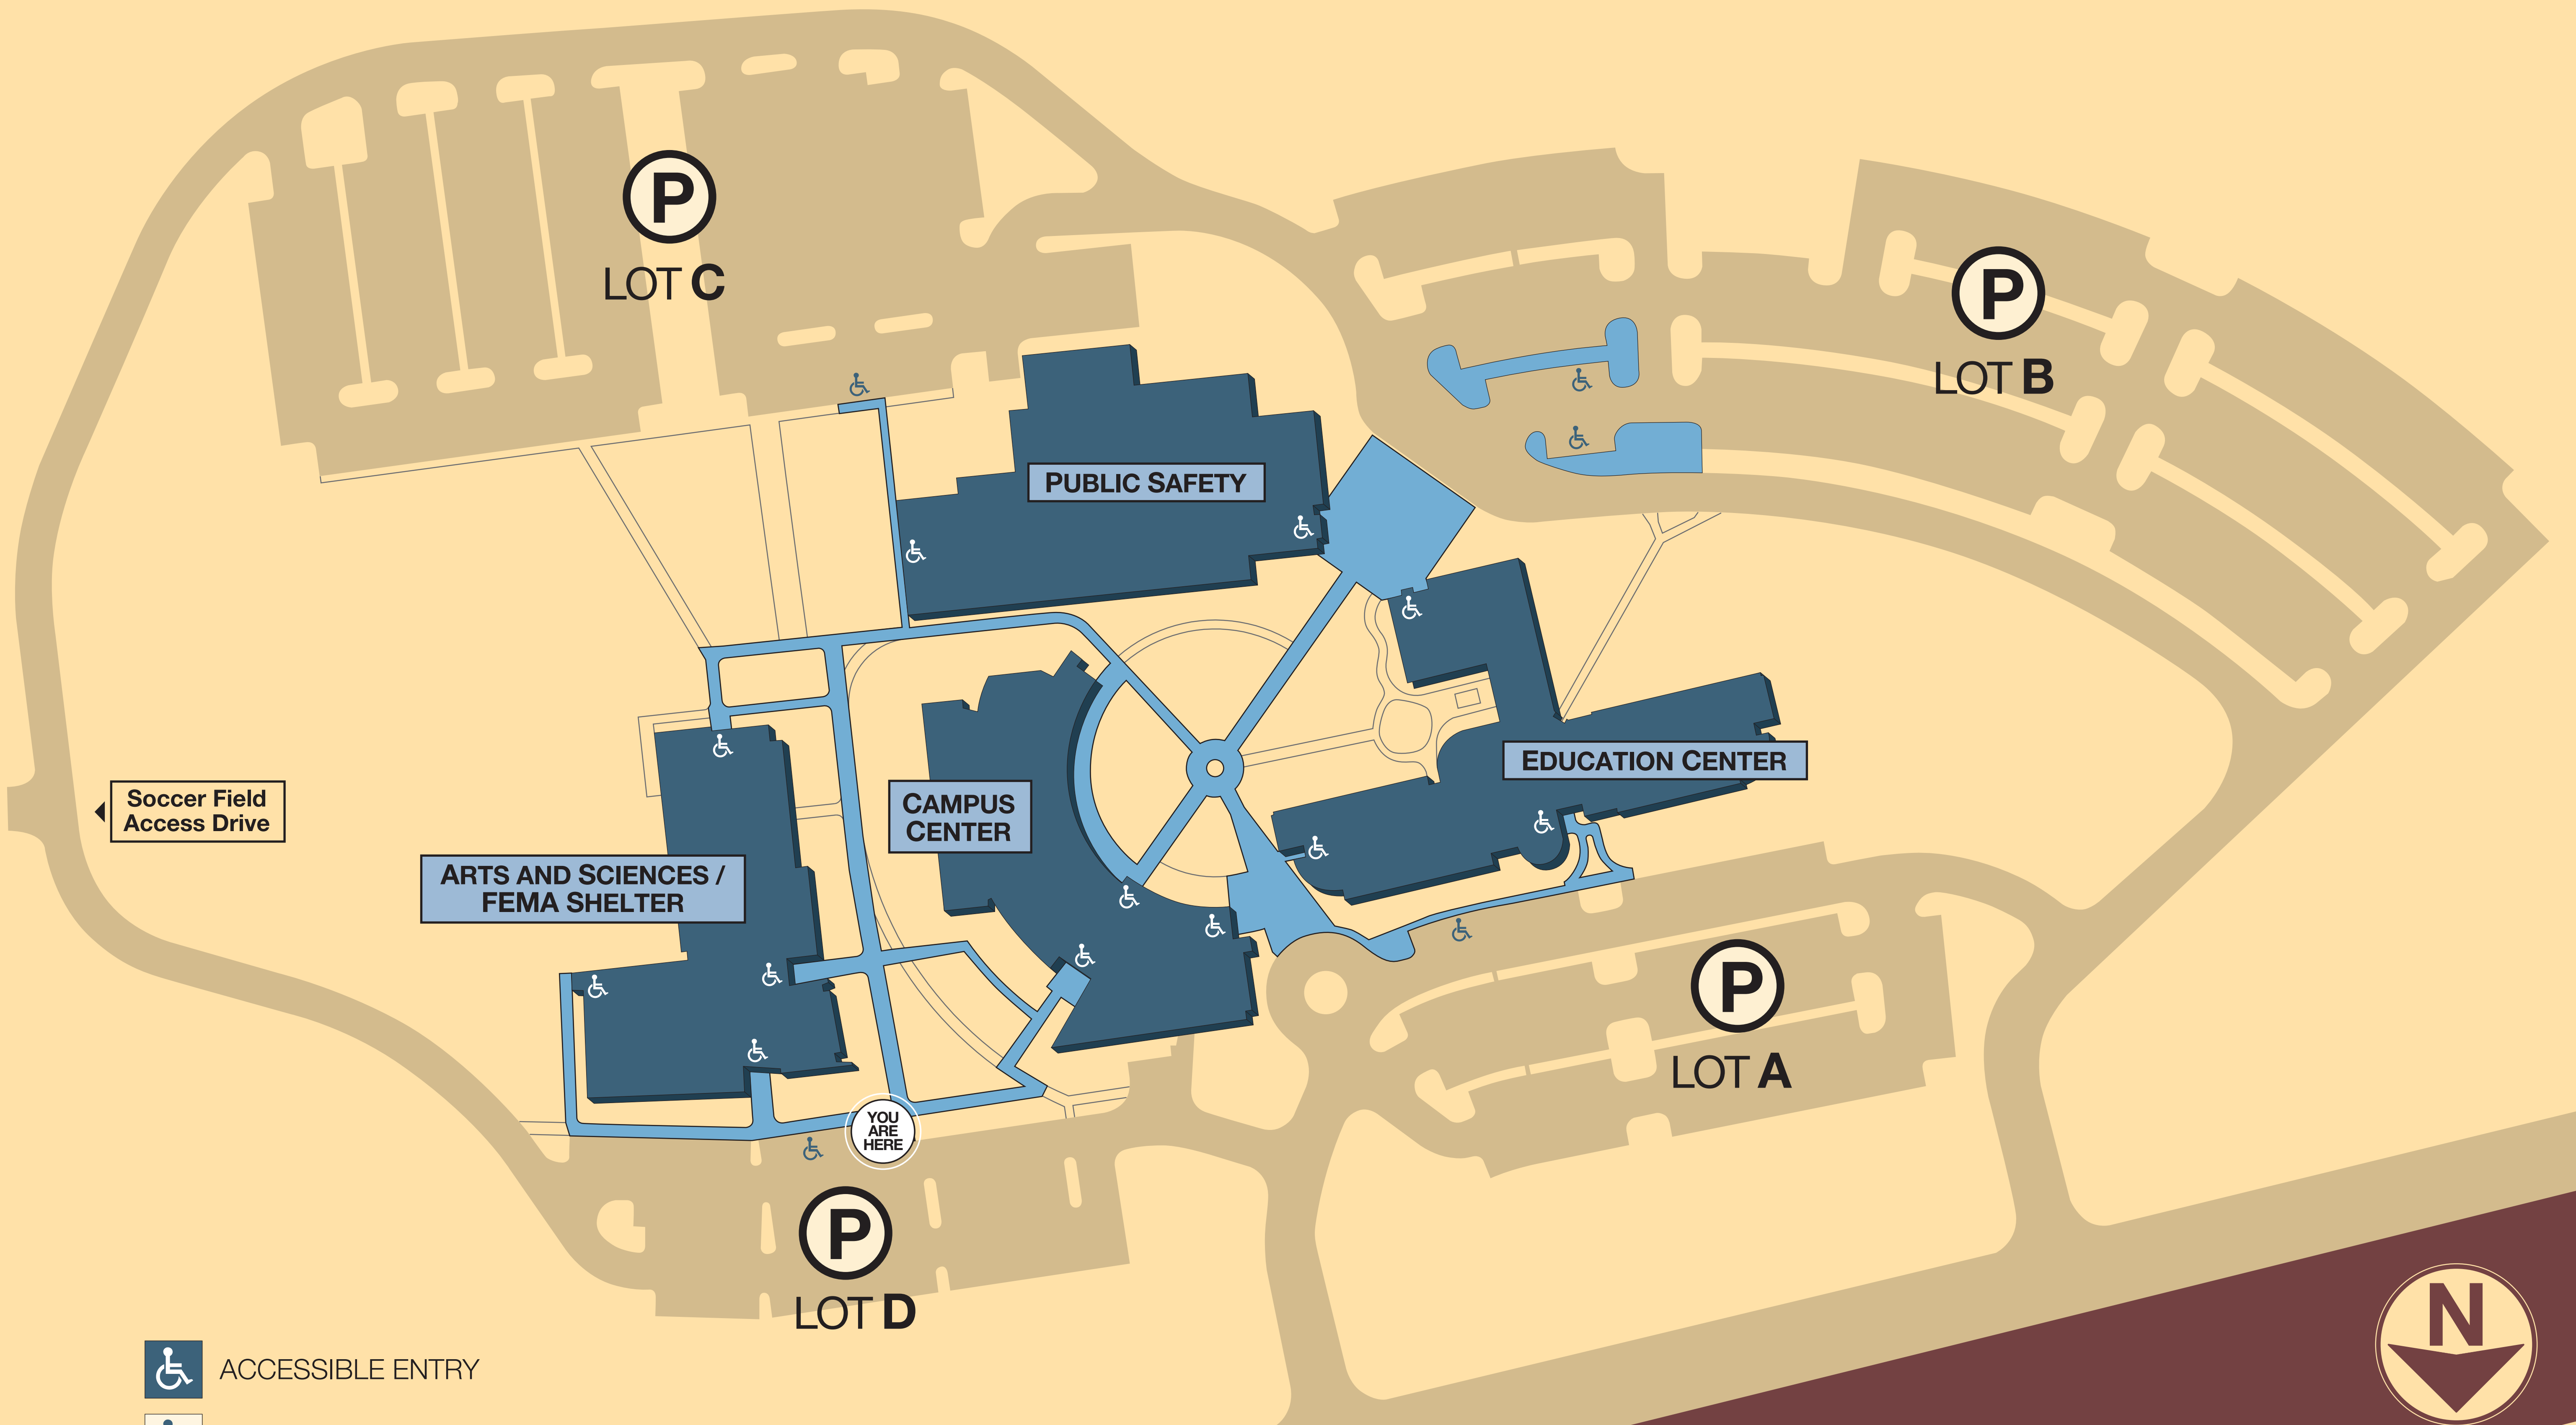 P
LOT C
P
LOT B
PUBLIC SAFETY
EDUCATION CENTER
Soccer Field
Access Drive
CAMPUS
CENTER
ARTS AND SCIENCES /
FEMA SHELTER
P
LOT A
YOU
ARE
HERE
P
LOT D
ACCESSIBLE ENTRY
N